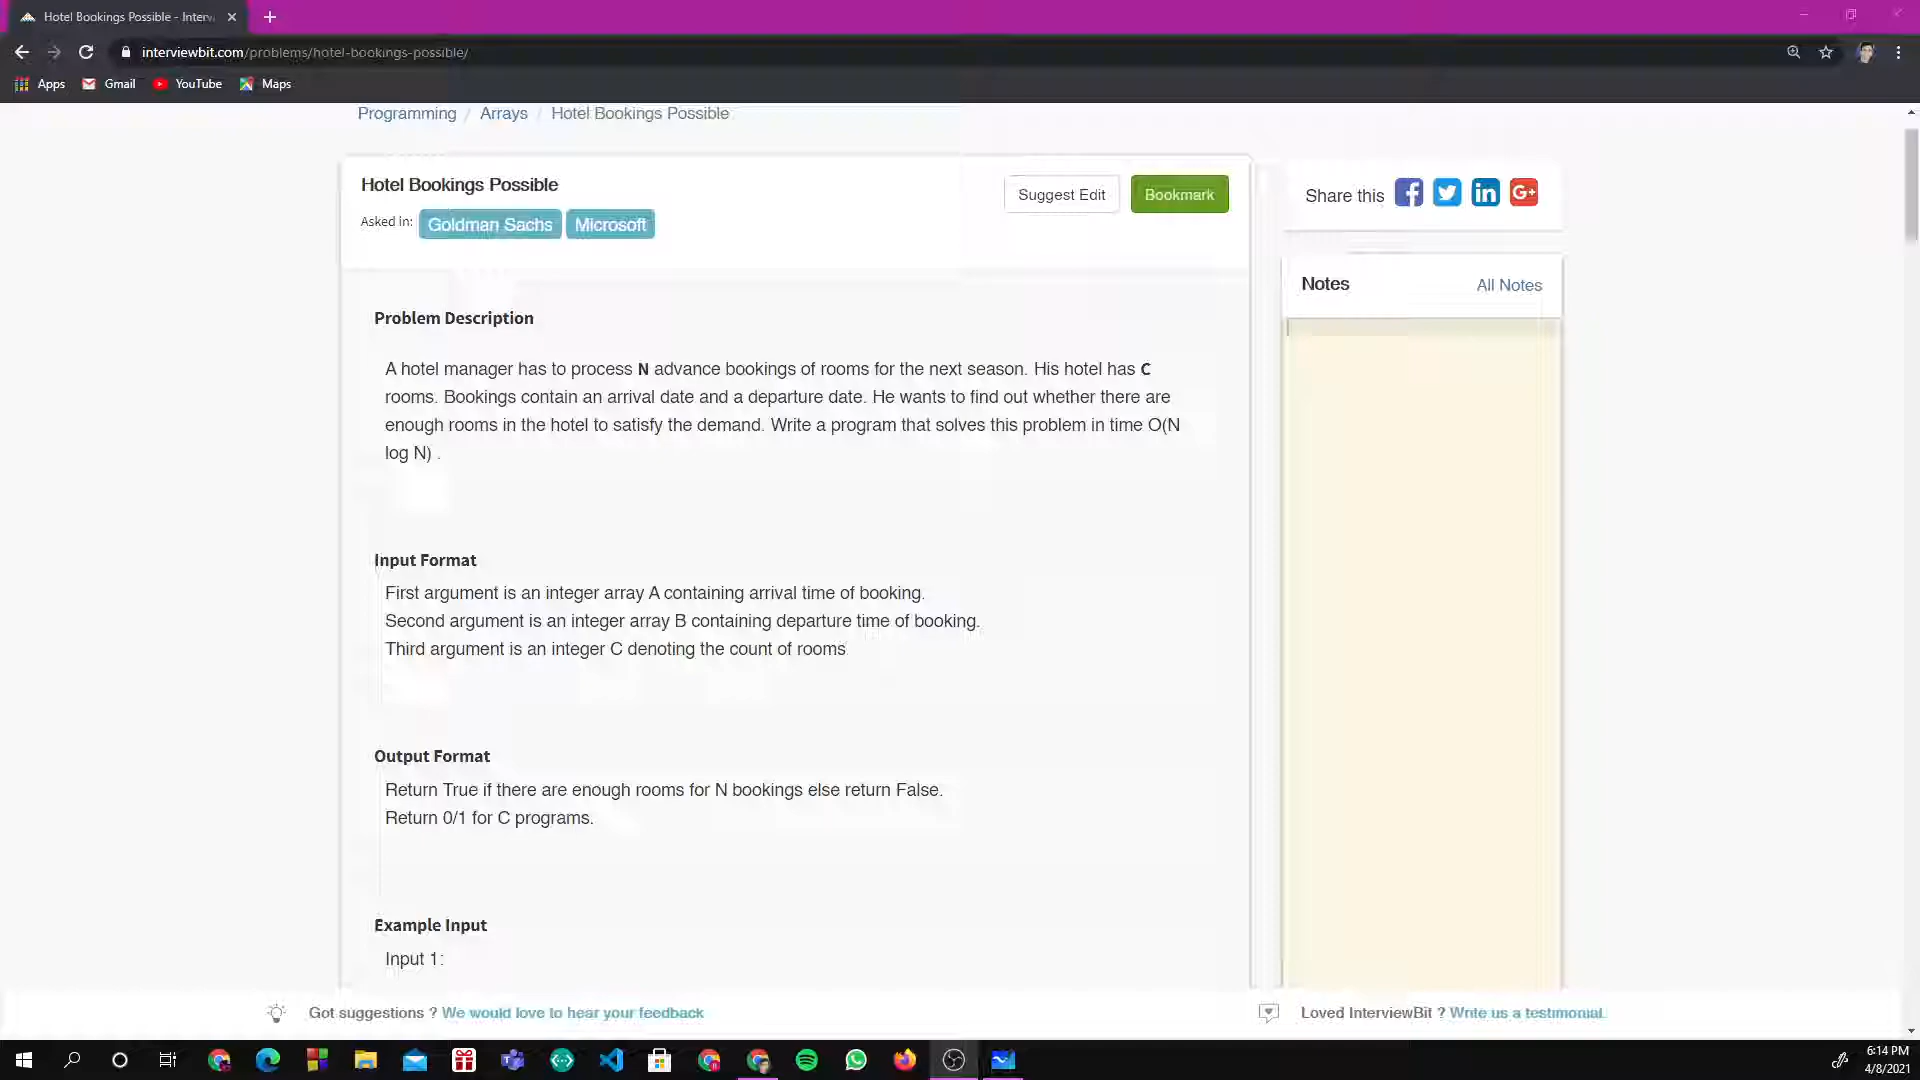 Hotel Bookings Possible - Interv
interviewbit.com/problems/hotel-bookings-possible/
Apps Gmail YouTube Maps
Programming / Arrays / Hotel Bookings Possible
Hotel Bookings Possible
Asked in: Goldman Sachs Microsoft
Suggest Edit Bookmark
Share this
Notes All Notes
Problem Description
A hotel manager has to process N advance bookings of rooms for the next season. His hotel has C
rooms. Bookings contain an arrival date and a departure date. He wants to find out whether there are
enough rooms in the hotel to satisfy the demand. Write a program that solves this problem in time O(N
log N) .
Input Format
First argument is an integer array A containing arrival time of booking.
Second argument is an integer array B containing departure time of booking.
Third argument is an integer C denoting the count of rooms
Output Format
Return True if there are enough rooms for N bookings else return False.
Return 0/1 for C programs.
Example Input
Input 1:
Got suggestions ? We would love to hear your feedback
Loved InterviewBit ? Write us a testimonial.
6:14 PM
4/8/2021